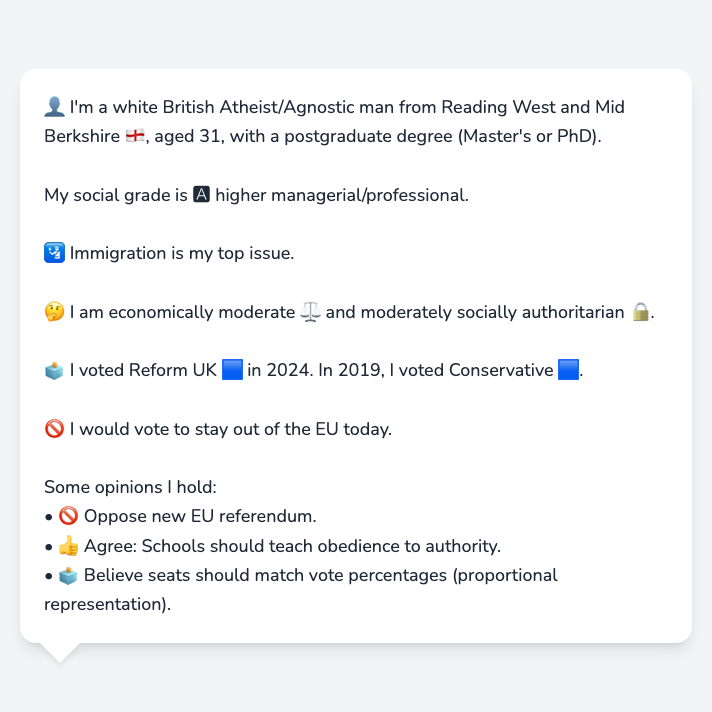 👤 I'm a white British Atheist/Agnostic man from Reading West and Mid
Berkshire 🏴󠁧󠁢󠁥󠁮󠁧󠁿, aged 31, with a postgraduate degree (Master's or PhD).
My social grade is 🅰 higher managerial/professional.
🛂 Immigration is my top issue.
🤔 I am economically moderate ⚖️ and moderately socially authoritarian 🔒.
🗳️ I voted Reform UK 🟦 in 2024. In 2019, I voted Conservative 🟦.
🚫 I would vote to stay out of the EU today.
Some opinions I hold:
• 🚫 Oppose new EU referendum.
• 👍 Agree: Schools should teach obedience to authority.
• 🗳️ Believe seats should match vote percentages (proportional
representation).